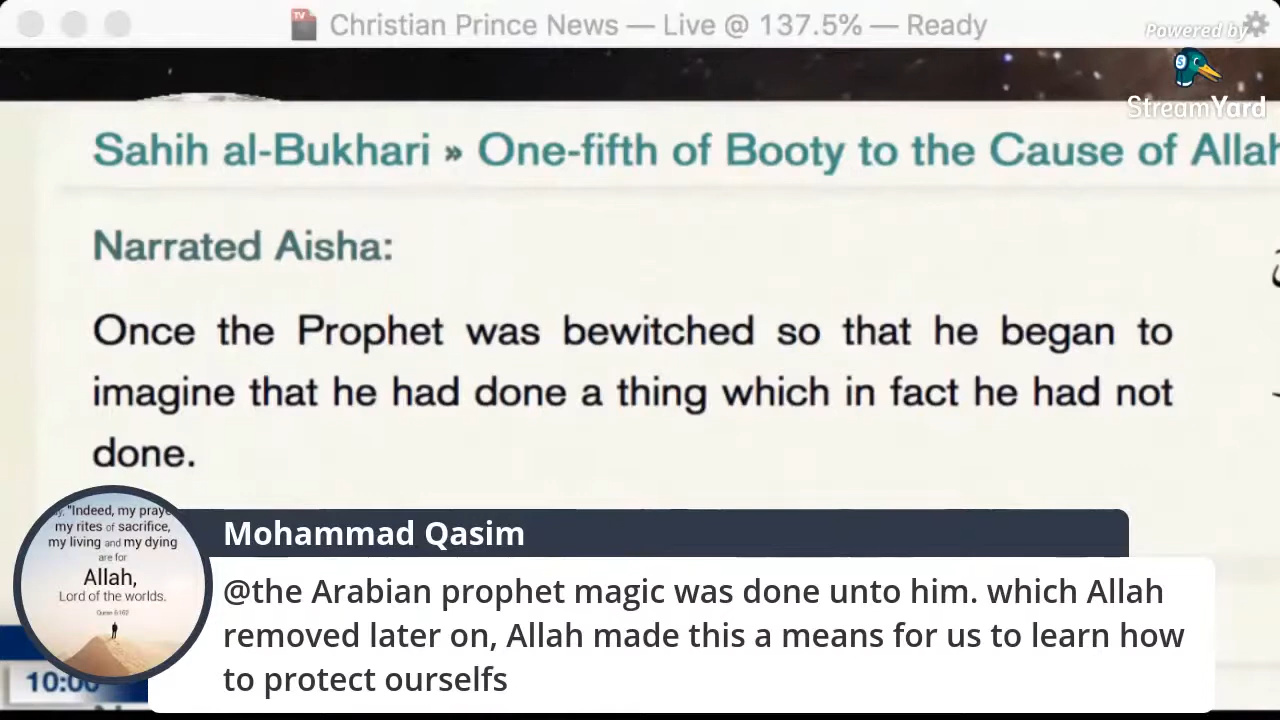 TV Christian Prince News — Live @ 137.5% — Ready
Powered by
S
StreamYard
Sahih al-Bukhari » One-fifth of Booty to the Cause of Allah
Narrated Aisha:
Once the Prophet was bewitched so that he began to
imagine that he had done a thing which in fact he had not
done.
"Indeed, my praye
my rites of sacrifice,
my living and my dying
are for
Allah,
Lord of the worlds.
Mohammad Qasim
@the Arabian prophet magic was done unto him. which Allah
removed later on, Allah made this a means for us to learn how
to protect ourselfs
10:00